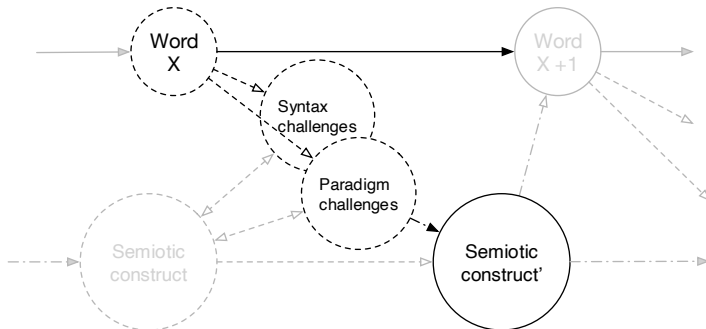 Word
X
Word
X +1
Syntax
challenges
Paradigm
challenges
Semiotic
construct
Semiotic
construct'